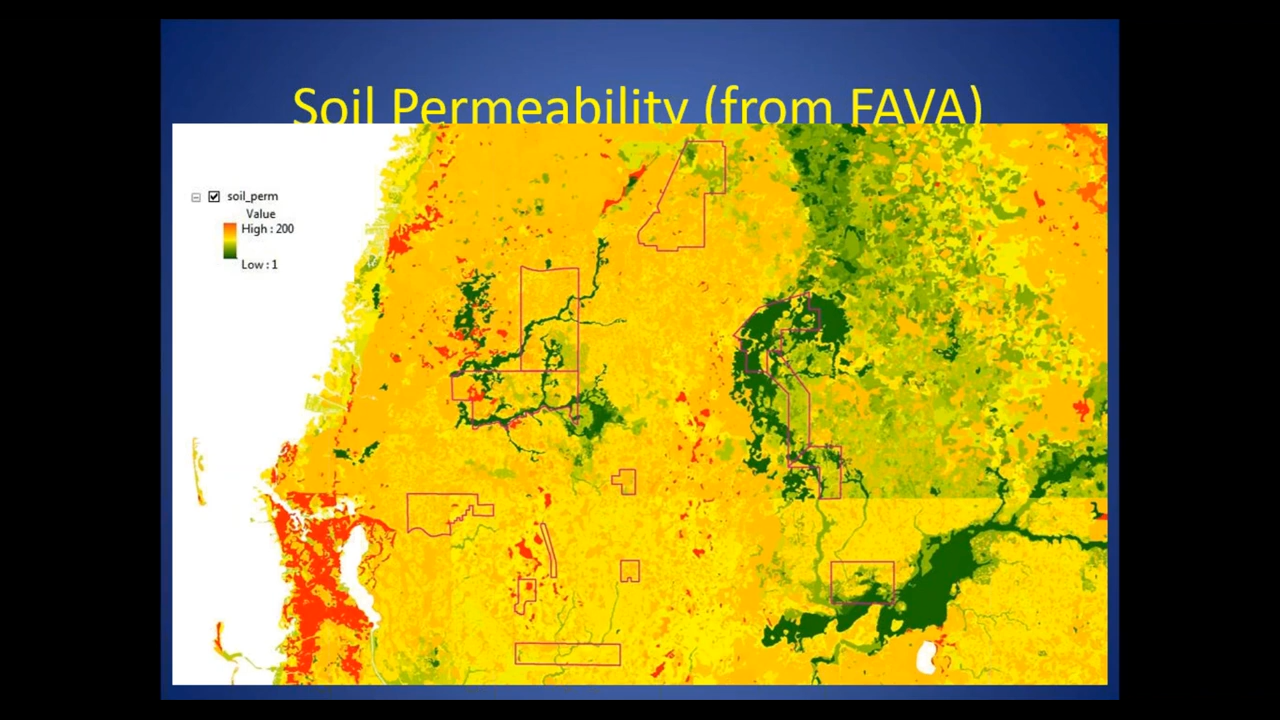 Soil Permeability (from FAVA)
soil_perm
Value
High : 200
Low : 1